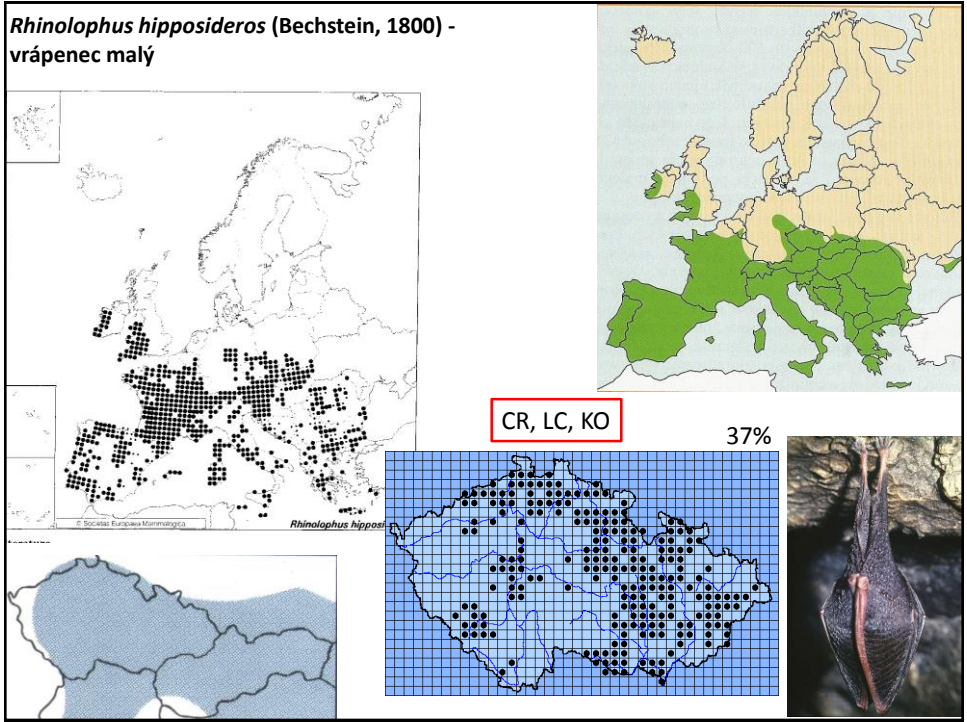 Rhinolophus hipposideros (Bechstein, 1800) -
vrápenec malý
CR, LC, KO
37%
© Societas Europaea Mammalogica
Rhinolophus hipposi